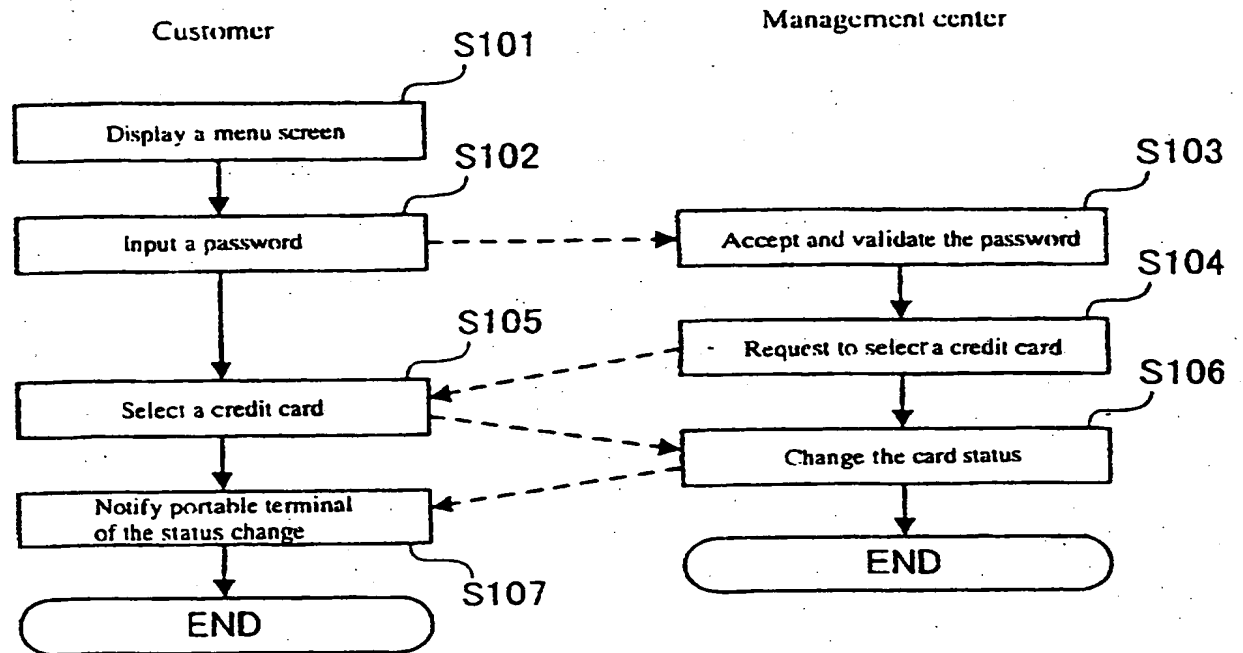 Customer
Management center
S101
Display a menu screen
S102
Input a password
S103
Accept and validate the password
S104
Request to select a credit card
S105
Select a credit card
S106
Change the card status
Notify portable terminal
of the status change
S107
END
END